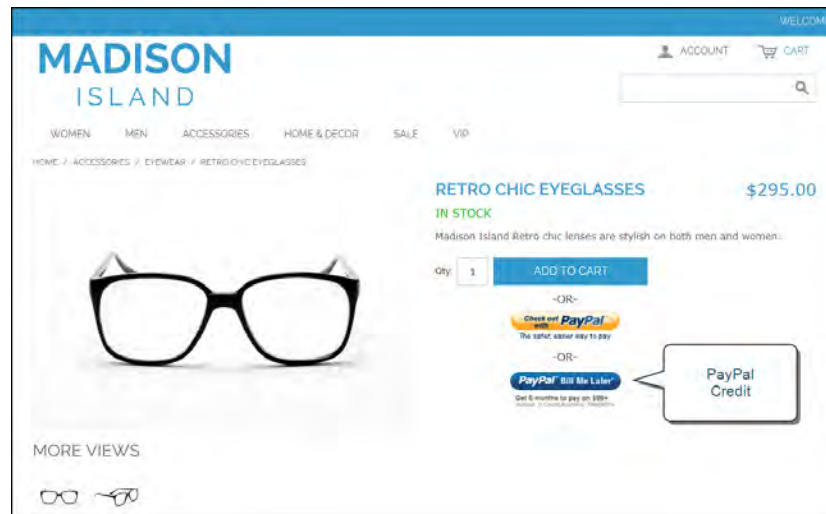 WELCOM
MADISON
ISLAND
ACCOUNT
CART
WOMEN MEN ACCESSORIES HOME & DECOR SALE VIP
HOME / ACCESSORIES / EYEWEAR / RETRO CHIC EYEGLASSES
RETRO CHIC EYEGLASSES
$295.00
IN STOCK
Madison Island Retro chic lenses are stylish on both men and women.
Qty: 1
ADD TO CART
-OR-
Check out with PayPal
The safer, easier way to pay
-OR-
PayPal Bill Me Later
Get 6 months to pay on $99+
PayPal
Credit
MORE VIEWS